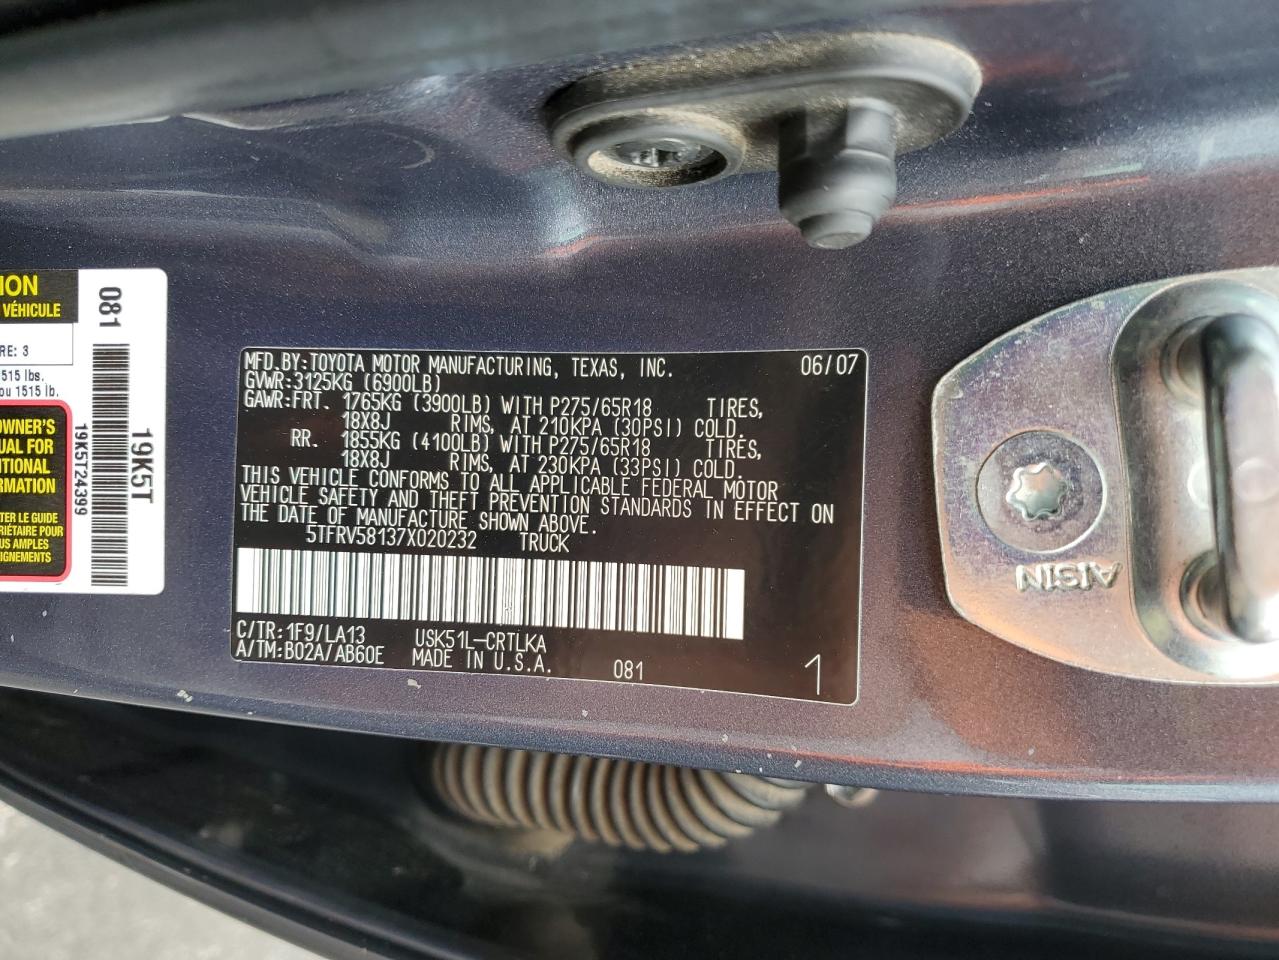 ION
VÉHICULE
RE: 3
1515 lbs.
ou 1515 lb.
OWNER'S
UAL FOR
ITIONAL
RMATION
TER LE GUIDE
RIÉTAIRE POUR
US AMPLES
EIGNEMENTS
081
19K5T24399
19K5T
MFD.BY:TOYOTA MOTOR MANUFACTURING, TEXAS, INC. 06/07
GVWR:3125KG (6900LB)
GAWR:FRT. 1765KG (3900LB) WITH P275/65R18 TIRES,
18X8J RIMS, AT 210KPA (30PSI) COLD.
RR. 1855KG (4100LB) WITH P275/65R18 TIRES,
18X8J RIMS, AT 230KPA (33PSI) COLD.
THIS VEHICLE CONFORMS TO ALL APPLICABLE FEDERAL MOTOR
VEHICLE SAFETY AND THEFT PREVENTION STANDARDS IN EFFECT ON
THE DATE OF MANUFACTURE SHOWN ABOVE.
5TFRV58137X020232 TRUCK
C/TR:1F9/LA13 USK51L-CRTLKA
A/TM:B02A/AB60E MADE IN U.S.A. 081 1
AISIN